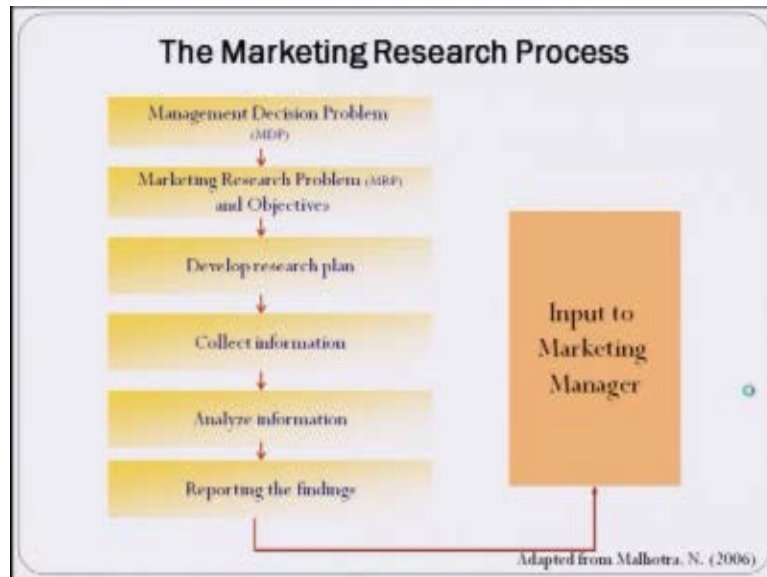 The Marketing Research Process
Management Decision Problem
(MDP)
Marketing Research Problem (MRP)
and Objectives
Develop research plan
Collect information
Analyze information
Reporting the findings
Input to
Marketing
Manager
Adapted from Malhotra, N. (2006)